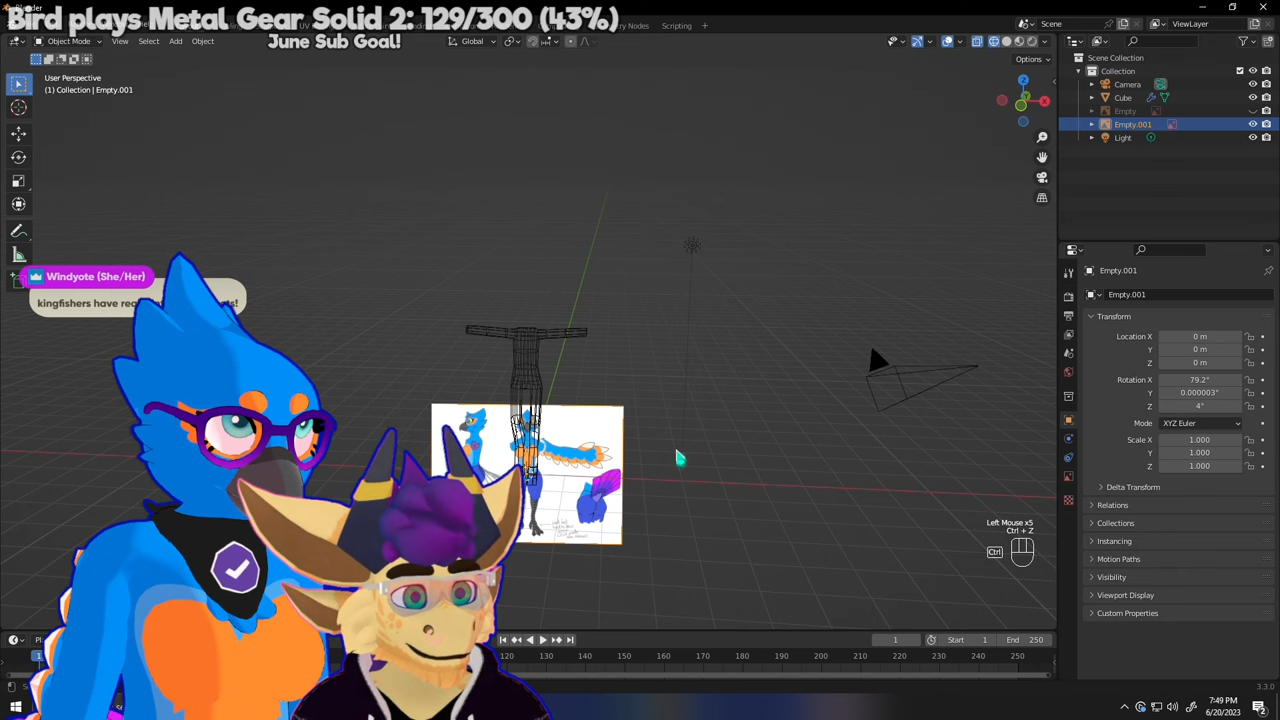 Blender
Bird plays Metal Gear Solid 2: 129/300 (43%)
June Sub Goal!
Scripting
Scene
ViewLayer
Object Mode
View
Select
Add
Object
Global
Options
User Perspective
(1) Collection | Empty.001
Scene Collection
Collection
Camera
Cube
Empty
Empty.001
Light
Z
X
Windyote (She/Her)
kingfishers have rea
Empty.001
Empty.001
Transform
Location X 0 m
Y 0 m
Z 0 m
Rotation X 79.2°
Y 0.000003°
Z 4°
Mode XYZ Euler
Scale X 1.000
Y 1.000
Z 1.000
Delta Transform
Relations
Collections
Instancing
Motion Paths
Visibility
Viewport Display
Custom Properties
Left Mouse x5
Ctrl + Z
Ctrl
1
Start 1
End 250
120 130 140 150 160 170 180 190 200 210 220 230 240 250
3.3.0
7:49 PM
6/20/2023